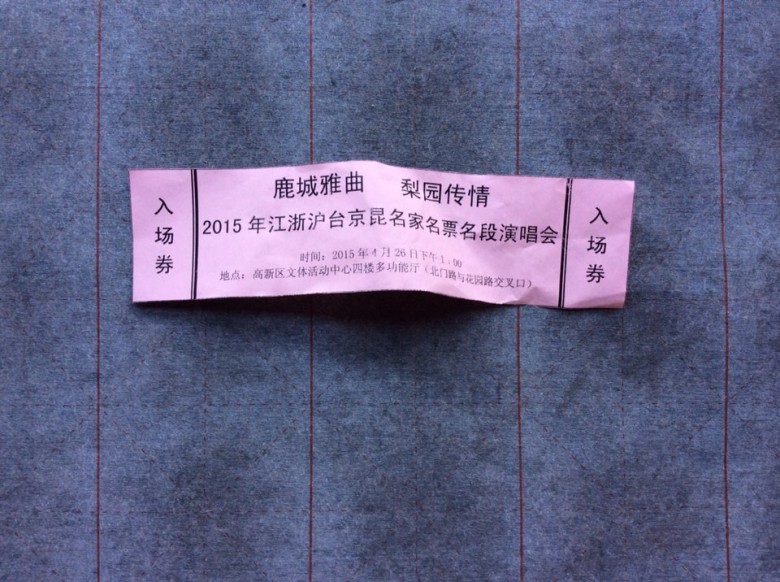 入场券
鹿城雅曲 梨园传情
2015年江浙沪台京昆名家名票名段演唱会
时间：2015年4月26日下午1:00
地点：高新区文体活动中心四楼多功能厅（北门路与花园路交叉口）
入场券